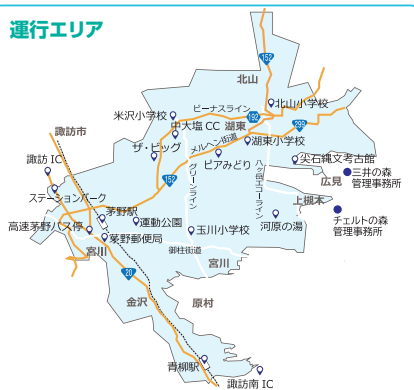 運行エリア
152
北山
ビーナスライン
北山小学校
米沢小学校
中大塩 CC
湖東
192
299
諏訪市
メルヘン街道
湖東小学校
ザ・ビッグ
ピアみどり
尖石縄文考古館
諏訪 IC
152
グリーンライン
八ヶ岳エコーライン
広見
三井の森
管理事務所
ステーションパーク
上槻木
茅野駅
運動公園
河原の湯
チェルトの森
管理事務所
高速茅野バス停
茅野郵便局
玉川小学校
宮川
御柱街道
宮川
20
金沢
原村
青柳駅
諏訪南 IC